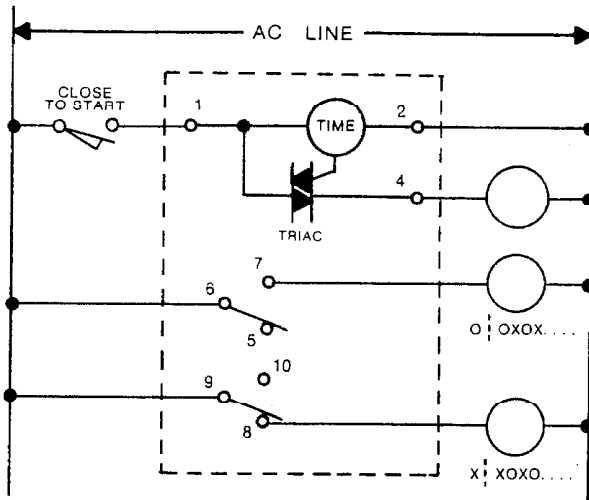 AC LINE
CLOSE
TO START
1
TIME
2
4
TRIAC
7
6
5
O ¦ OXOX....
10
9
8
X ¦ XOXO....